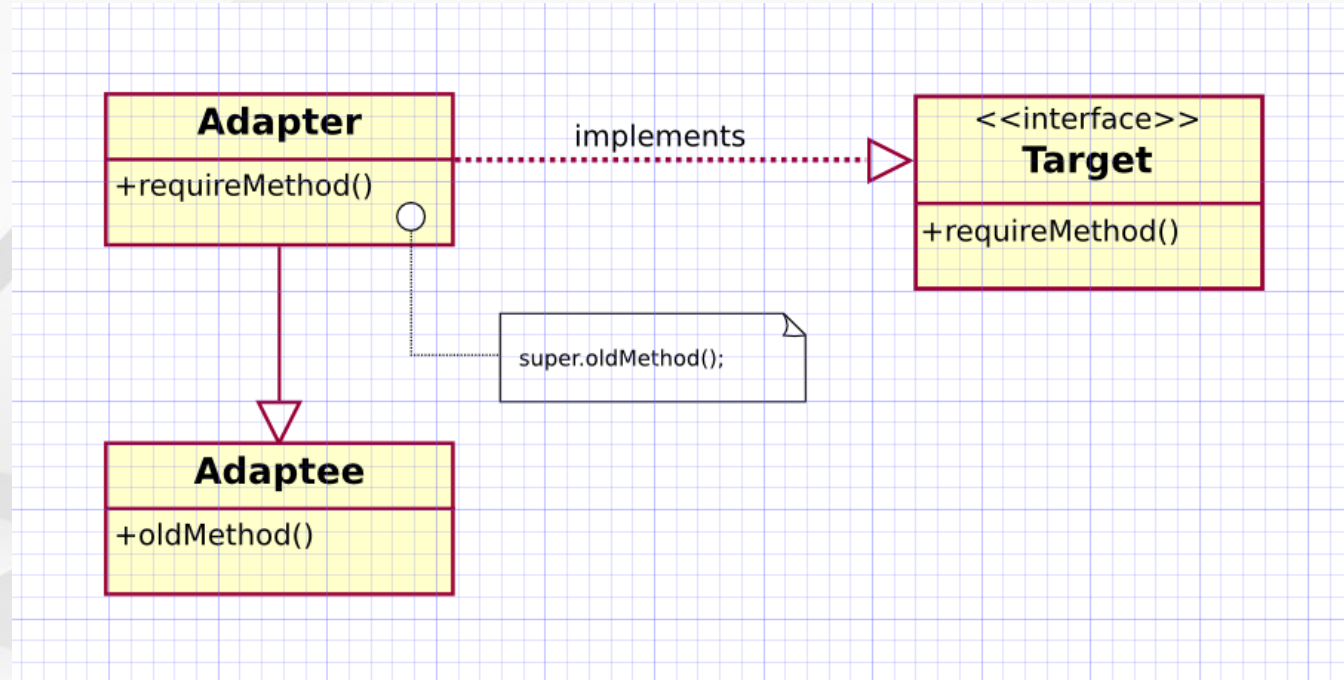 Adapter
+requireMethod()
implements
<<interface>>
Target
+requireMethod()
super.oldMethod();
Adaptee
+oldMethod()